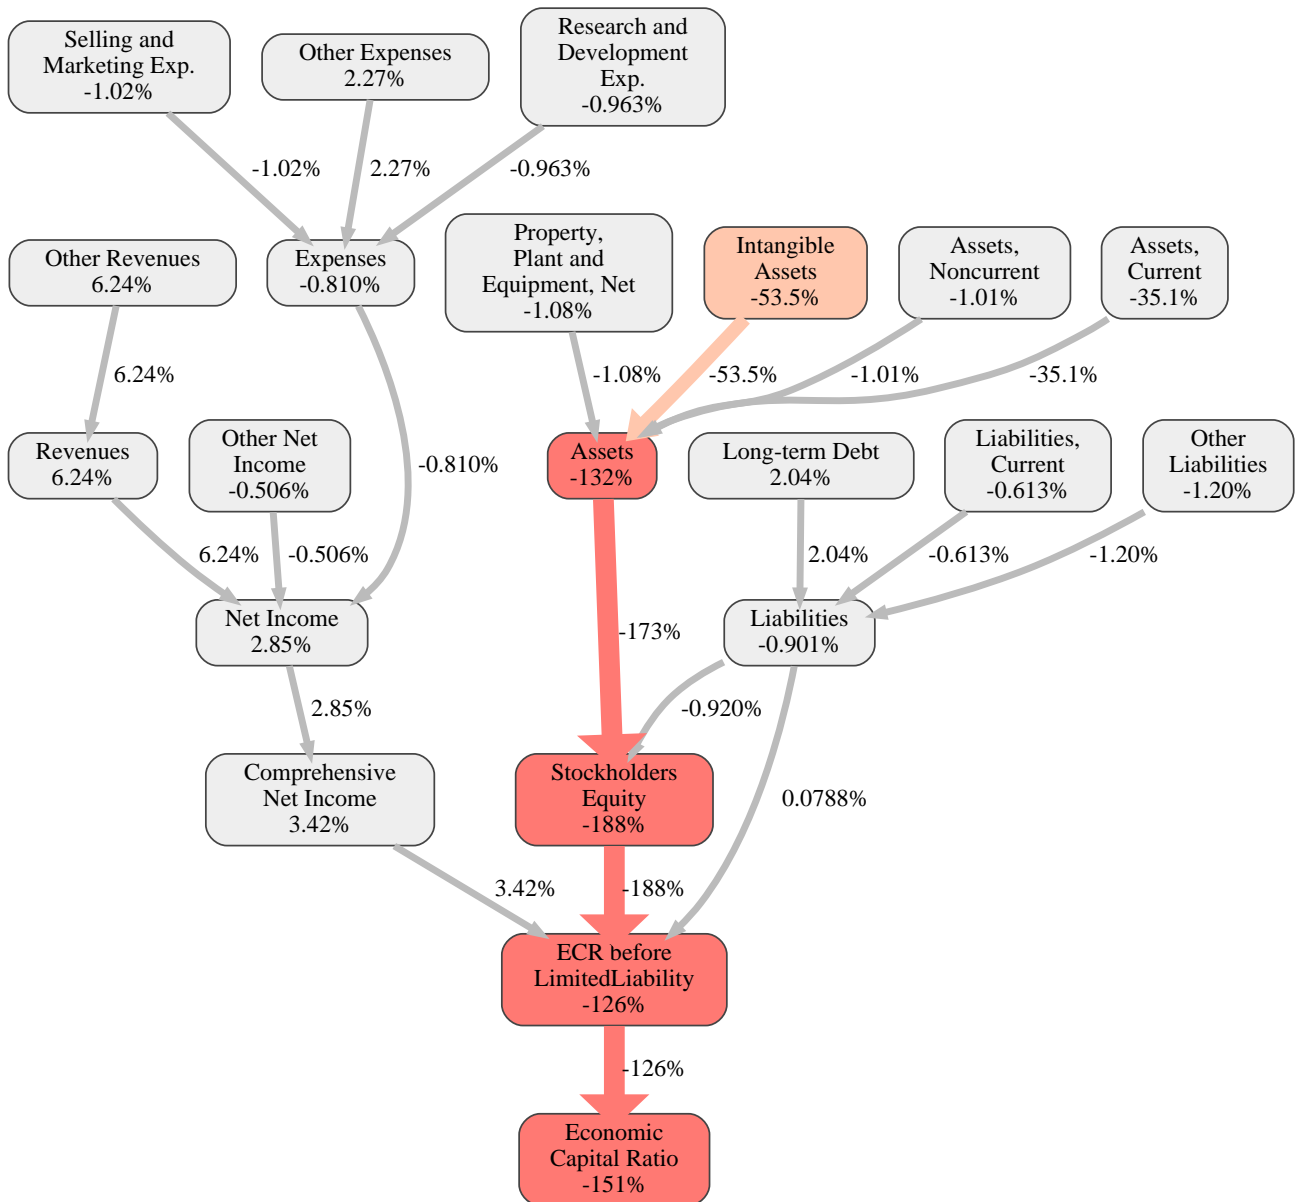 Selling and
Marketing Exp.
-1.02%
Other Expenses
2.27%
Research and
Development
Exp.
-0.963%
-1.02%
2.27%
-0.963%
Other Revenues
6.24%
Expenses
-0.810%
Property,
Plant and
Equipment, Net
-1.08%
Intangible
Assets
-53.5%
Assets,
Noncurrent
-1.01%
Assets,
Current
-35.1%
6.24%
-1.08%
-53.5%
-1.01%
-35.1%
Revenues
6.24%
Other Net
Income
-0.506%
-0.810%
Assets
-132%
Long-term Debt
2.04%
Liabilities,
Current
-0.613%
Other
Liabilities
-1.20%
6.24%
-0.506%
2.04%
-0.613%
-1.20%
Net Income
2.85%
-173%
Liabilities
-0.901%
2.85%
-0.920%
Comprehensive
Net Income
3.42%
Stockholders
Equity
-188%
0.0788%
3.42%
-188%
ECR before
LimitedLiability
-126%
-126%
Economic
Capital Ratio
-151%